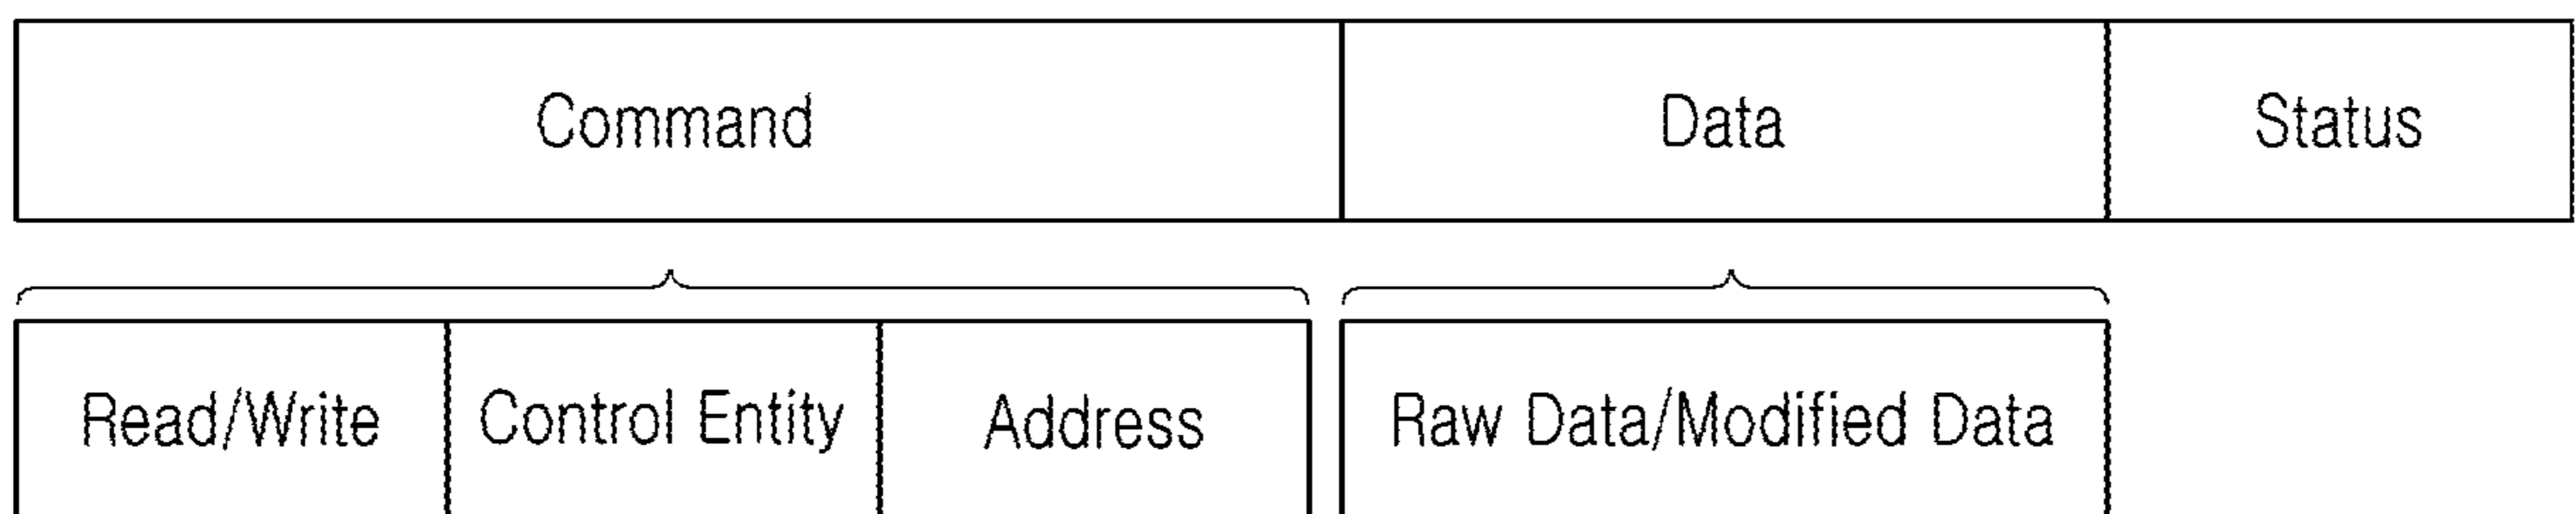 Command Data Status
Read/Write Control Entity Address Raw Data/Modified Data